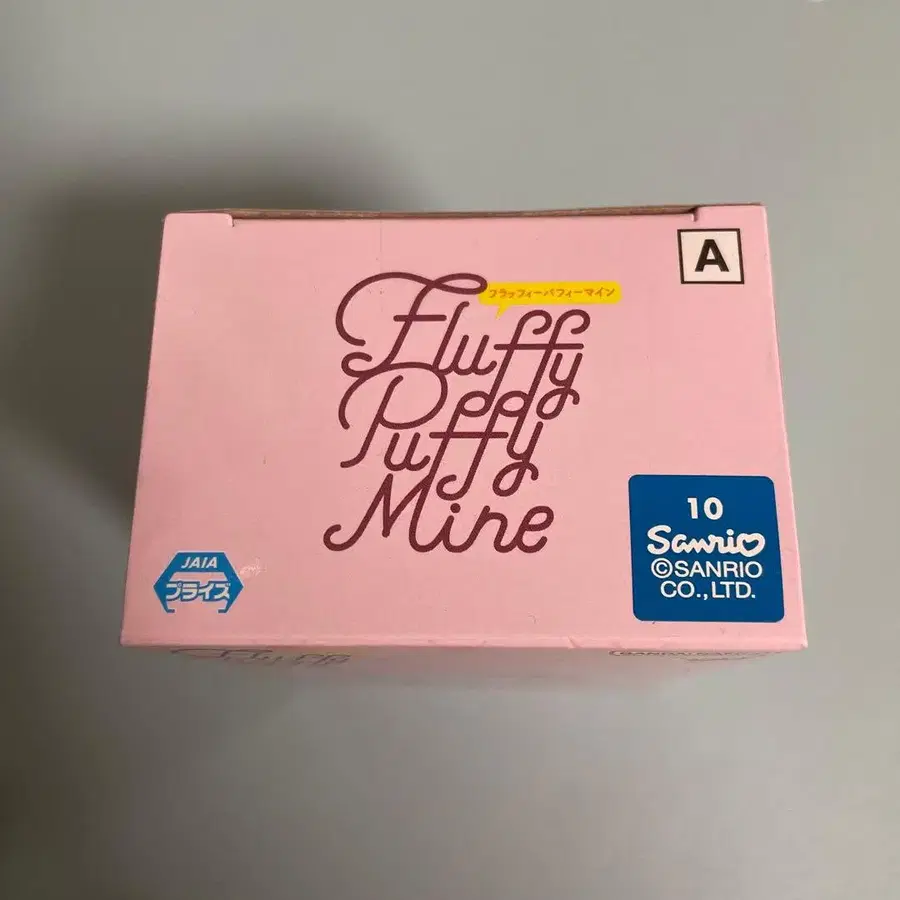 A
フラッフィーパフィーマイン
Fluffy
Puffy
Mine
10
Sanrio
©SANRIO
CO.,LTD.
JAIA
プライズ